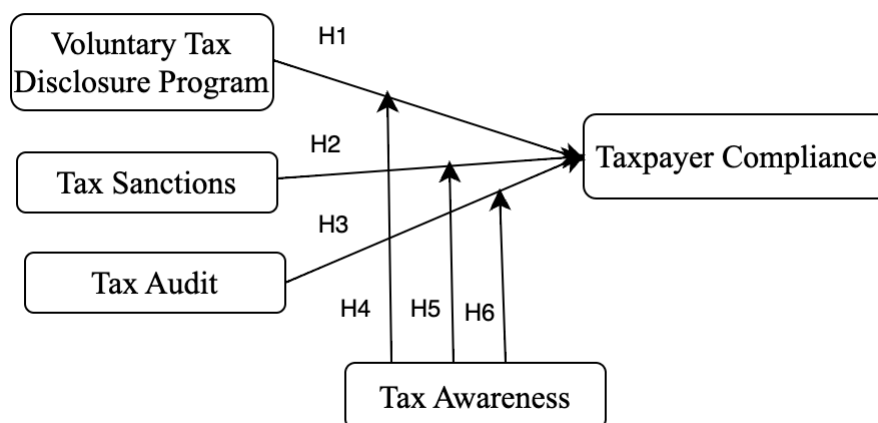 H1
Voluntary Tax
Disclosure Program
H2
Taxpayer Compliance
Tax Sanctions
H3
Tax Audit
H4
H5
H6
Tax Awareness